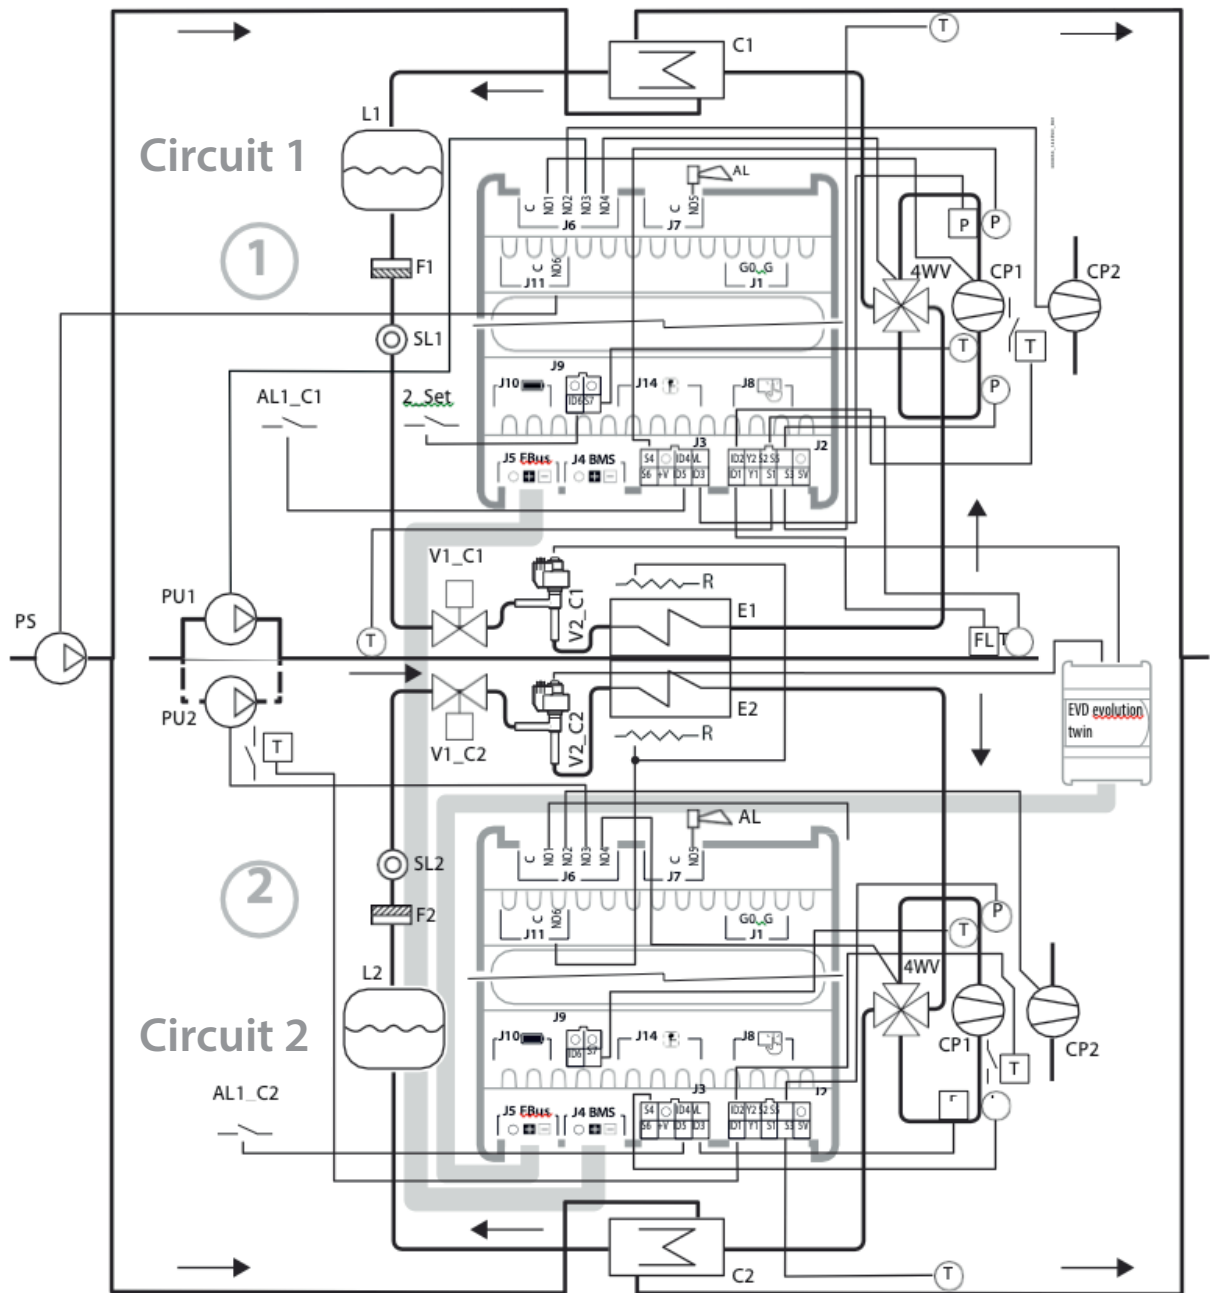 C1
T
L1
Circuit 1
AL
C NO1 NO2 NO3 NO4
C NO5
J6
J7
P
P
1
F1
C NO6
G0 G
J11
J1
4WV
CP1
CP2
SL1
T
T
J9
J10
J14
J8
P
AL1_C1
2_Set
ID6 S7
J3
J2
J5 FBus
J4 BMS
S4 ID4 VL
ID2 Y2 S2 S5
S6 +V ID5 ID3
ID1 Y1 S1 S3 5V
V1_C1
V2_C1
R
E1
PU1
PS
T
FL T
PU2
V1_C2
V2_C2
E2
R
T
EVD evolution
twin
AL
C NO1 NO2 NO3 NO4
C NO5
J6
J7
2
SL2
F2
C NO6
G0 G
J11
J1
P
T
L2
4WV
Circuit 2
J9
J10
J14
J8
ID6 S7
CP1
CP2
T
AL1_C2
J3
J5 FBus
J4 BMS
S4 ID4 VL
ID2 Y2 S2 S5
S6 +V ID5 ID3
ID1 Y1 S1 S3 5V
C2
T